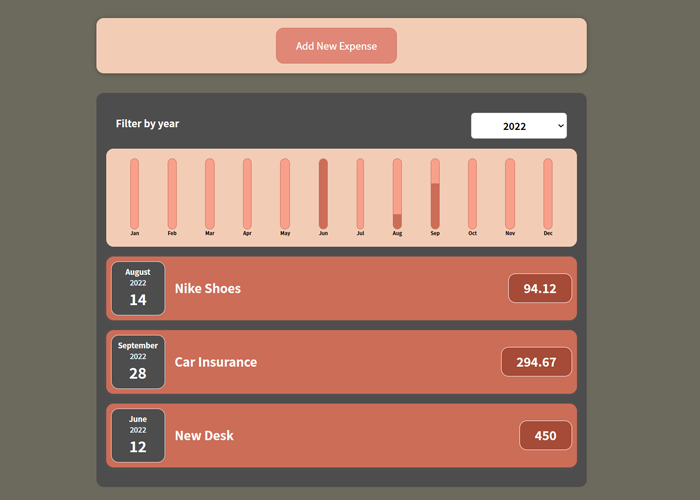 Add New Expense
Filter by year
2022
Jan Feb Mar Apr May Jun Jul Aug Sep Oct Nov Dec
August
2022
14
Nike Shoes
94.12
September
2022
28
Car Insurance
294.67
June
2022
12
New Desk
450